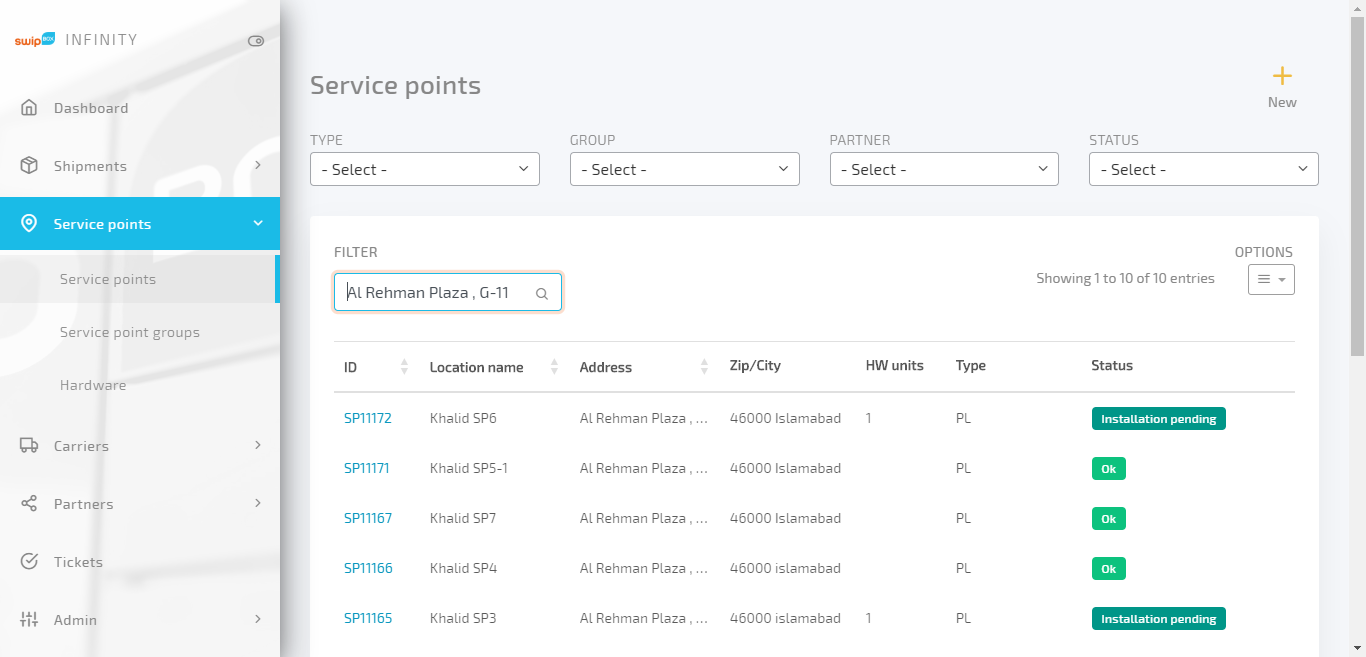 swipBOX INFINITY
Dashboard
Shipments
Service points
Service points
Service point groups
Hardware
Carriers
Partners
Tickets
Admin
Service points
New
TYPE GROUP PARTNER STATUS
- Select - - Select - - Select - - Select -
FILTER OPTIONS
Al Rehman Plaza , G-11 Showing 1 to 10 of 10 entries
ID Location name Address Zip/City HW units Type Status
SP11172 Khalid SP6 Al Rehman Plaza , ... 46000 Islamabad 1 PL Installation pending
SP11171 Khalid SP5-1 Al Rehman Plaza , ... 46000 Islamabad PL Ok
SP11167 Khalid SP7 Al Rehman Plaza , ... 46000 Islamabad PL Ok
SP11166 Khalid SP4 Al Rehman Plaza , ... 46000 islamabad PL Ok
SP11165 Khalid SP3 Al Rehman Plaza , ... 46000 islamabad 1 PL Installation pending